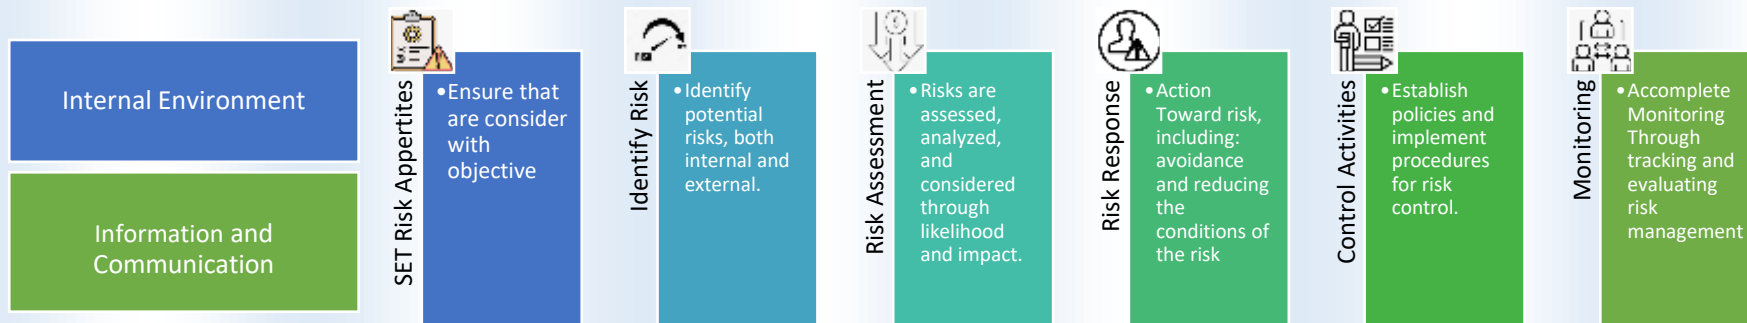 Internal Environment
Information and
Communication
SET Risk Appertites
•Ensure that
are consider
with
objective
Identify Risk
•Identify
potential
risks, both
internal and
external.
Risk Assessment
•Risks are
assessed,
analyzed,
and
considered
through
likelihood
and impact.
Risk Response
•Action
Toward risk,
including:
avoidance
and reducing
the
conditions of
the risk
Control Activities
•Establish
policies and
implement
procedures
for risk
control.
Monitoring
•Accomplete
Monitoring
Through
tracking and
evaluating
risk
management